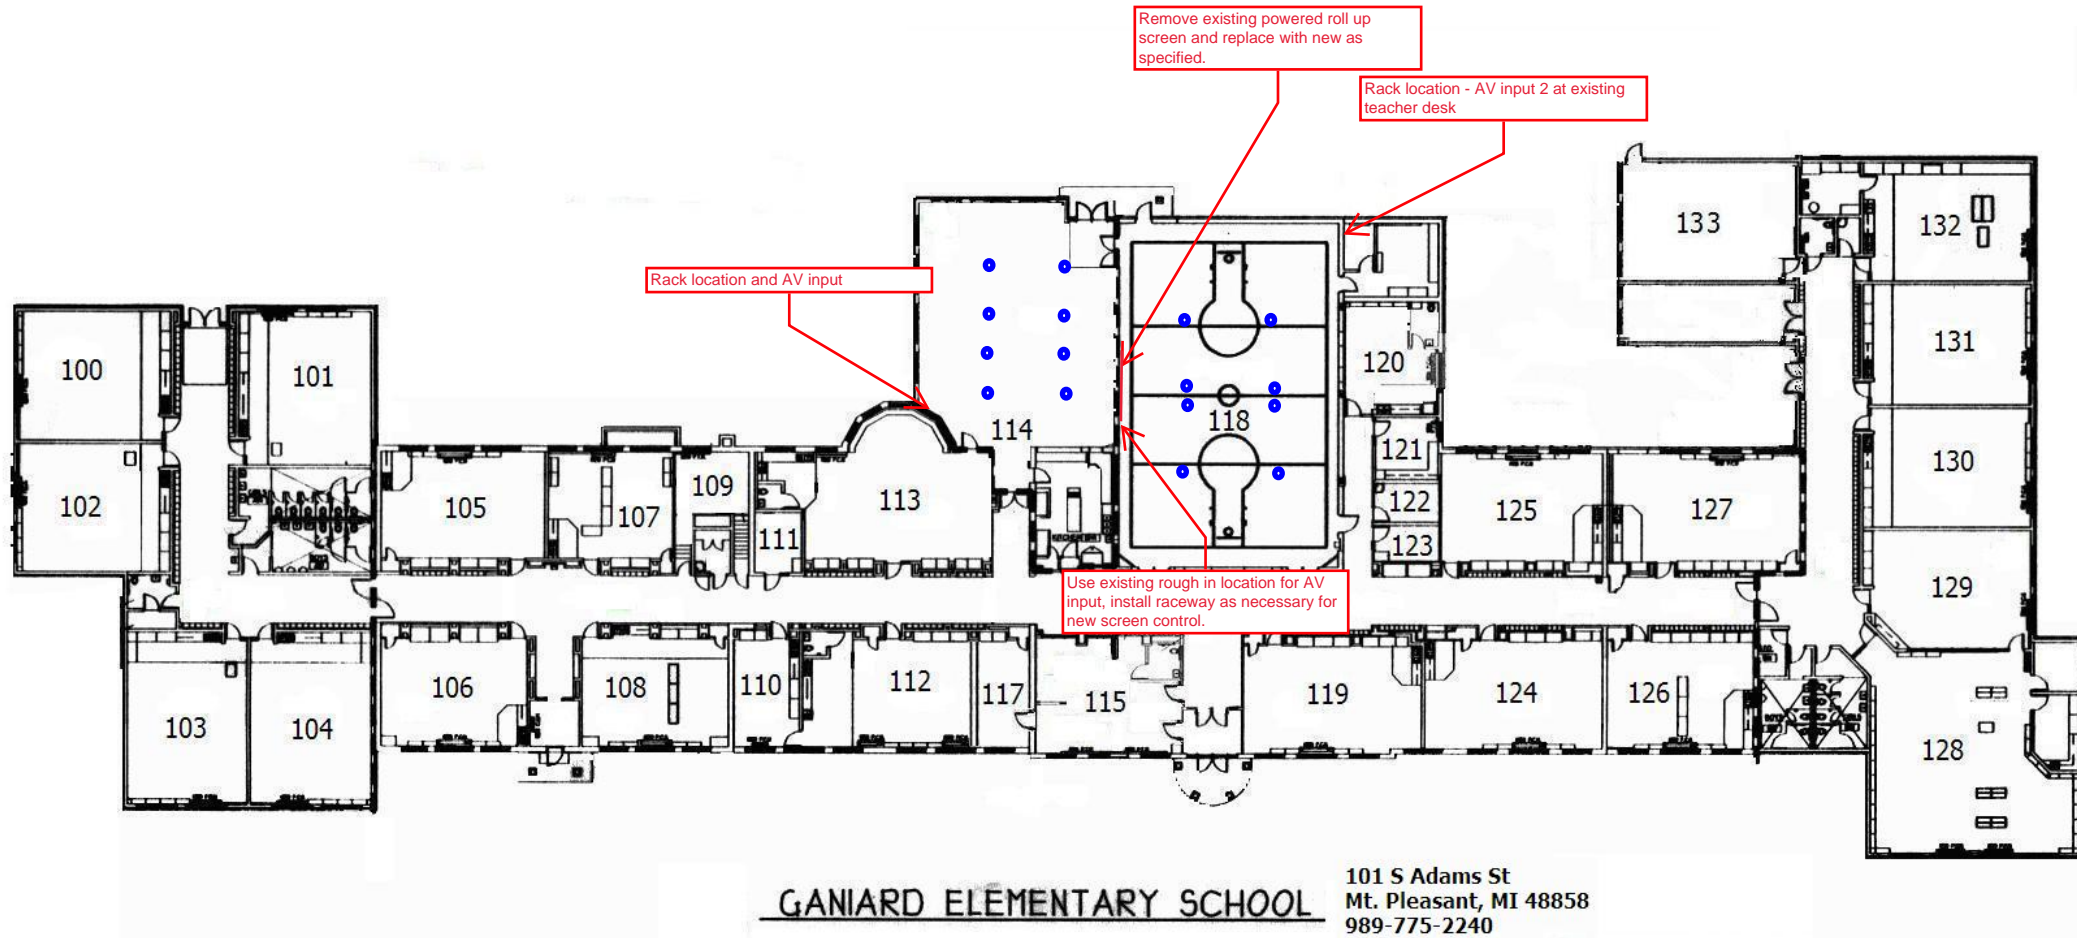 Remove existing powered roll up
screen and replace with new as
specified.
Rack location - AV input 2 at existing
teacher desk
Rack location and AV input
133
132
100
101
131
120
114
118
121
130
102
105
107
109
111
113
122
123
125
127
129
Use existing rough in location for AV
input, install raceway as necessary for
new screen control.
103
104
106
108
110
112
117
115
119
124
126
128
GANIARD ELEMENTARY SCHOOL
101 S Adams St
Mt. Pleasant, MI 48858
989-775-2240